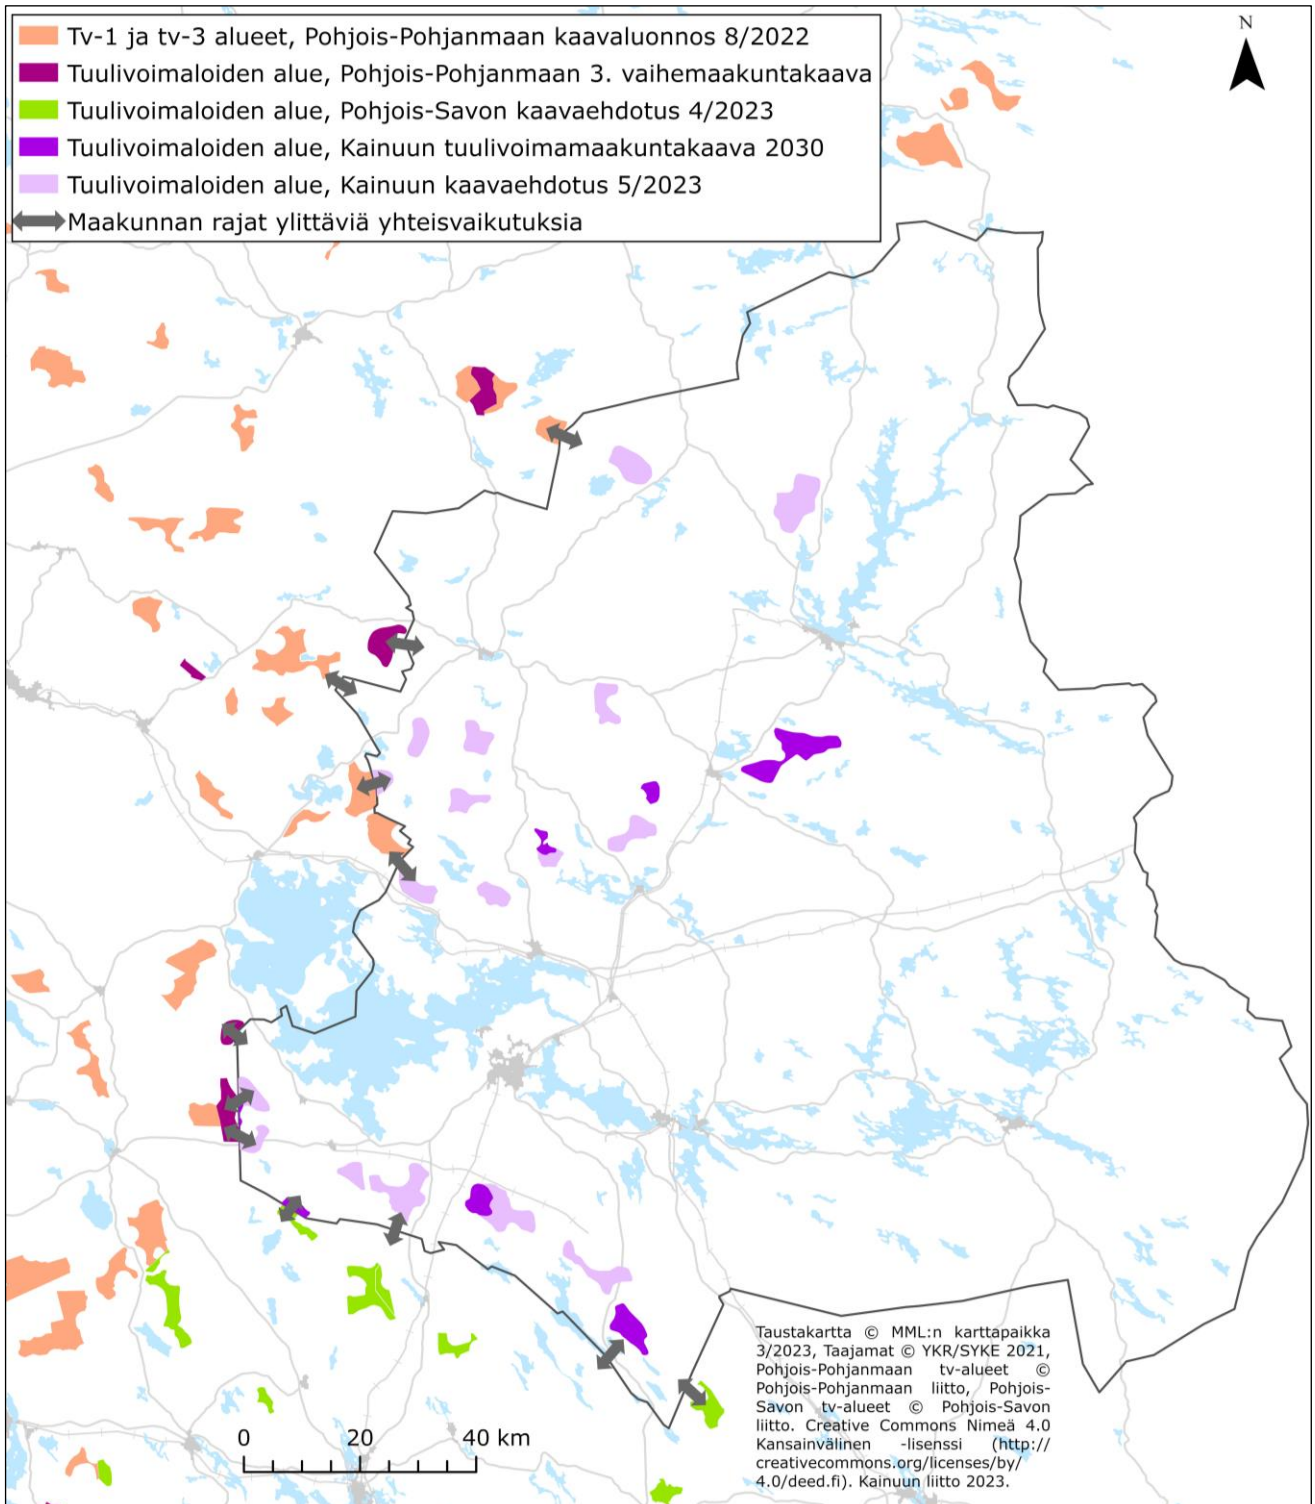 Tv-1 ja tv-3 alueet, Pohjois-Pohjanmaan kaavaluonnos 8/2022
Tuulivoimaloiden alue, Pohjois-Pohjanmaan 3. vaihemaakuntakaava
Tuulivoimaloiden alue, Pohjois-Savon kaavaehdotus 4/2023
Tuulivoimaloiden alue, Kainuun tuulivoimamaakuntakaava 2030
Tuulivoimaloiden alue, Kainuun kaavaehdotus 5/2023
Maakunnan rajat ylittäviä yhteisvaikutuksia
N
0 20 40 km
Taustakartta © MML:n karttapaikka
3/2023, Taajamat © YKR/SYKE 2021,
Pohjois-Pohjanmaan tv-alueet ©
Pohjois-Pohjanmaan liitto, Pohjois-
Savon tv-alueet © Pohjois-Savon
liitto. Creative Commons Nimeä 4.0
Kansainvälinen -lisenssi (http://
creativecommons.org/licenses/by/
4.0/deed.fi). Kainuun liitto 2023.